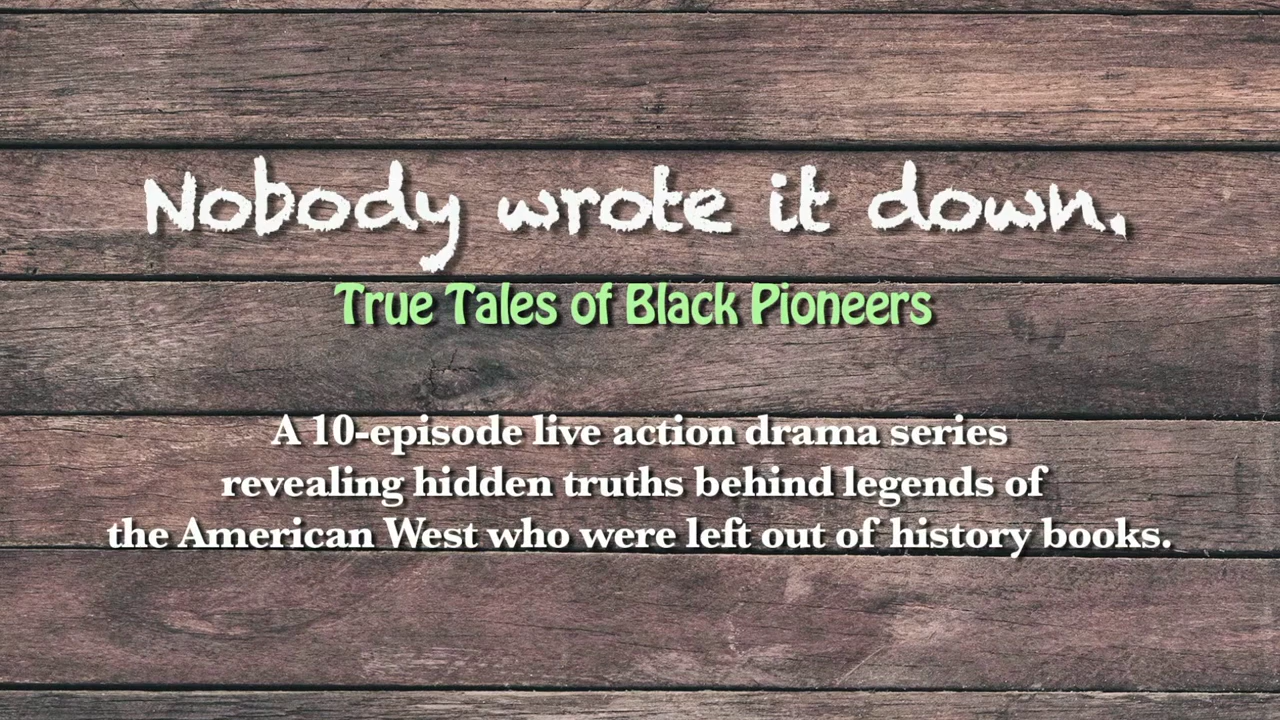 Nobody wrote it down.
True Tales of Black Pioneers
A 10-episode live action drama series
revealing hidden truths behind legends of
the American West who were left out of history books.